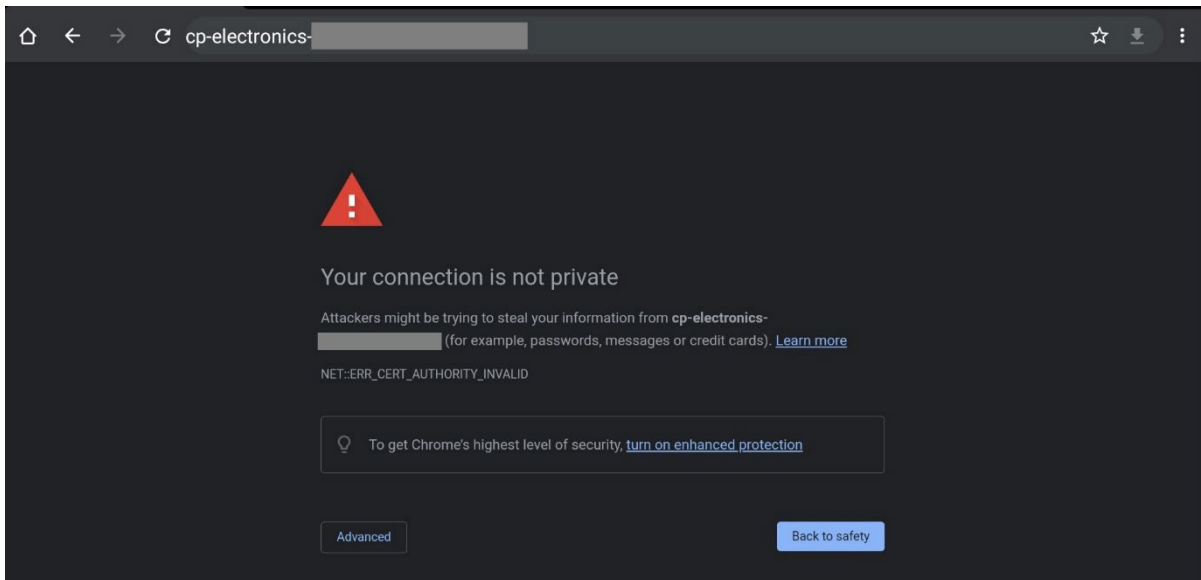 cp-electronics-
Your connection is not private
Attackers might be trying to steal your information from cp-electronics-
(for example, passwords, messages or credit cards). Learn more
NET::ERR_CERT_AUTHORITY_INVALID
To get Chrome's highest level of security, turn on enhanced protection
Advanced
Back to safety